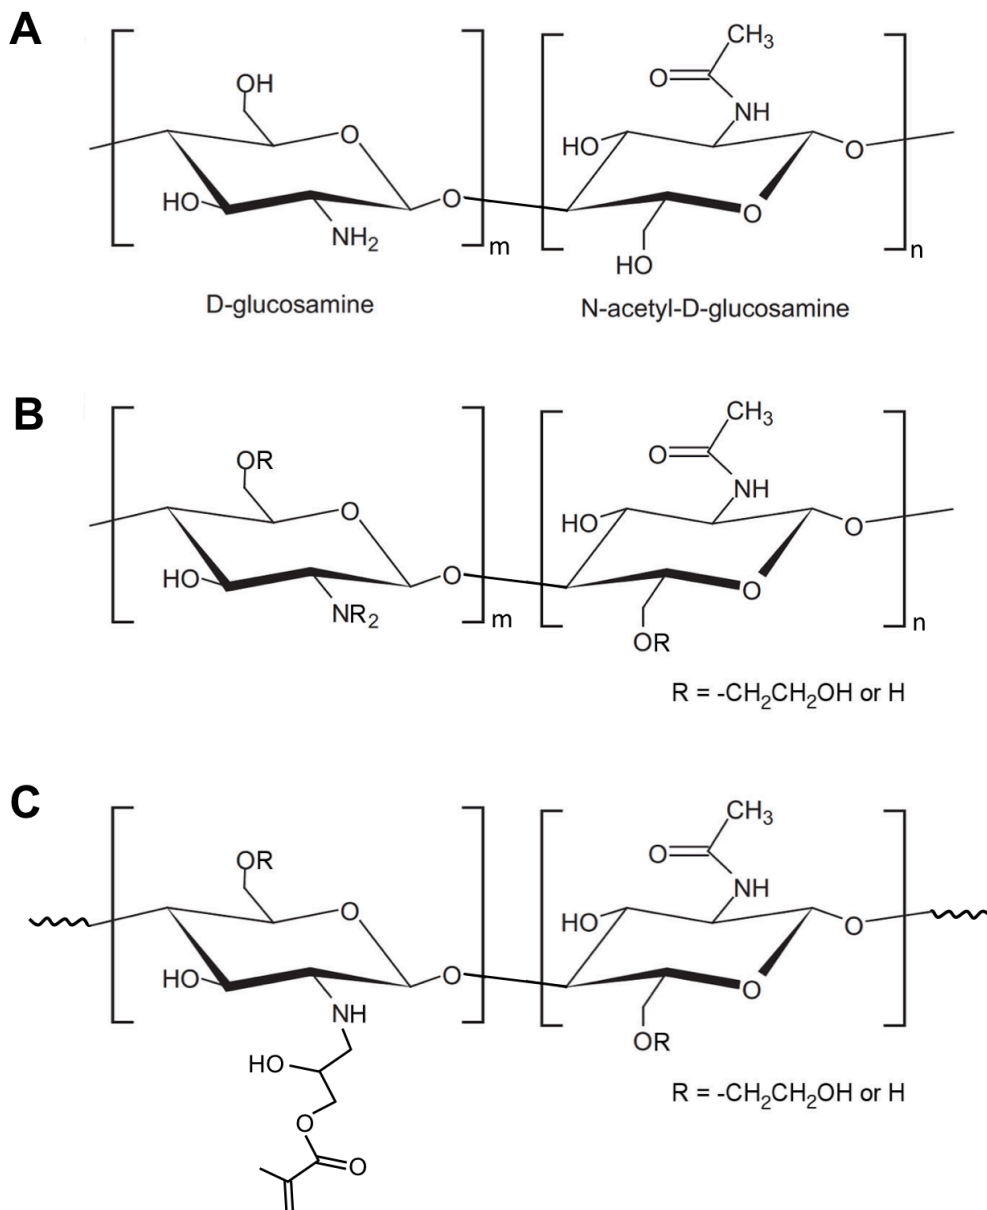 A
OH
O
HO
NH2
O
m
D-glucosamine
CH3
O
NH
HO
O
O
HO
n
N-acetyl-D-glucosamine
B
OR
O
HO
NR2
O
m
CH3
O
NH
HO
O
O
OR
n
R = -CH2CH2OH or H
C
OR
O
HO
NH
O
HO
O
O
CH3
O
NH
HO
O
O
OR
R = -CH2CH2OH or H